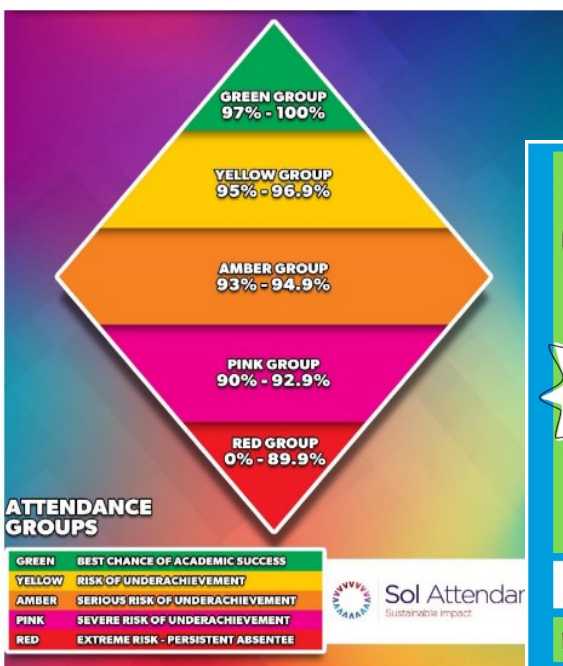 GREEN GROUP
97% - 100%
YELLOW GROUP
95% - 96.9%
AMBER GROUP
93% - 94.9%
PINK GROUP
90% - 92.9%
RED GROUP
0% - 89.9%
ATTENDANCE
GROUPS
GREEN BEST CHANCE OF ACADEMIC SUCCESS
YELLOW RISK OF UNDERACHIEVEMENT
AMBER SERIOUS RISK OF UNDERACHIEVEMENT
PINK SEVERE RISK OF UNDERACHIEVEMENT
RED EXTREME RISK - PERSISTENT ABSENTEE
Sol Attendar
Sustainable impact